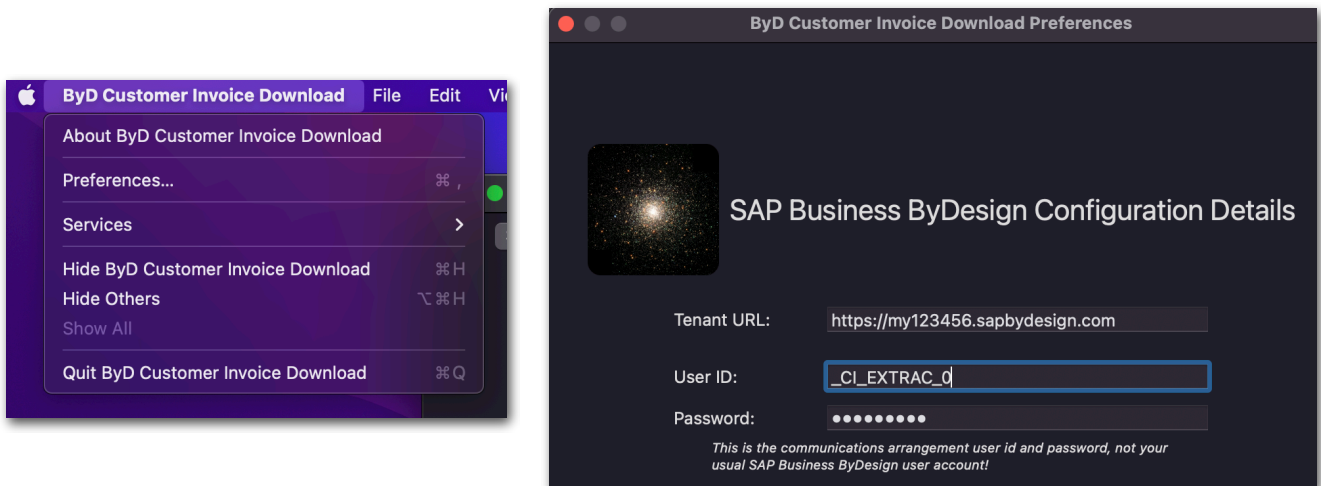 ByD Customer Invoice Download File Edit
About ByD Customer Invoice Download
Preferences... ⌘ ,
Services
Hide ByD Customer Invoice Download ⌘H
Hide Others ⌥⌘H
Show All
Quit ByD Customer Invoice Download ⌘Q
ByD Customer Invoice Download Preferences
SAP Business ByDesign Configuration Details
Tenant URL: https://my123456.sapbydesign.com
User ID: _CI_EXTRAC_0
Password: ●●●●●●●●●
This is the communications arrangement user id and password, not your
usual SAP Business ByDesign user account!